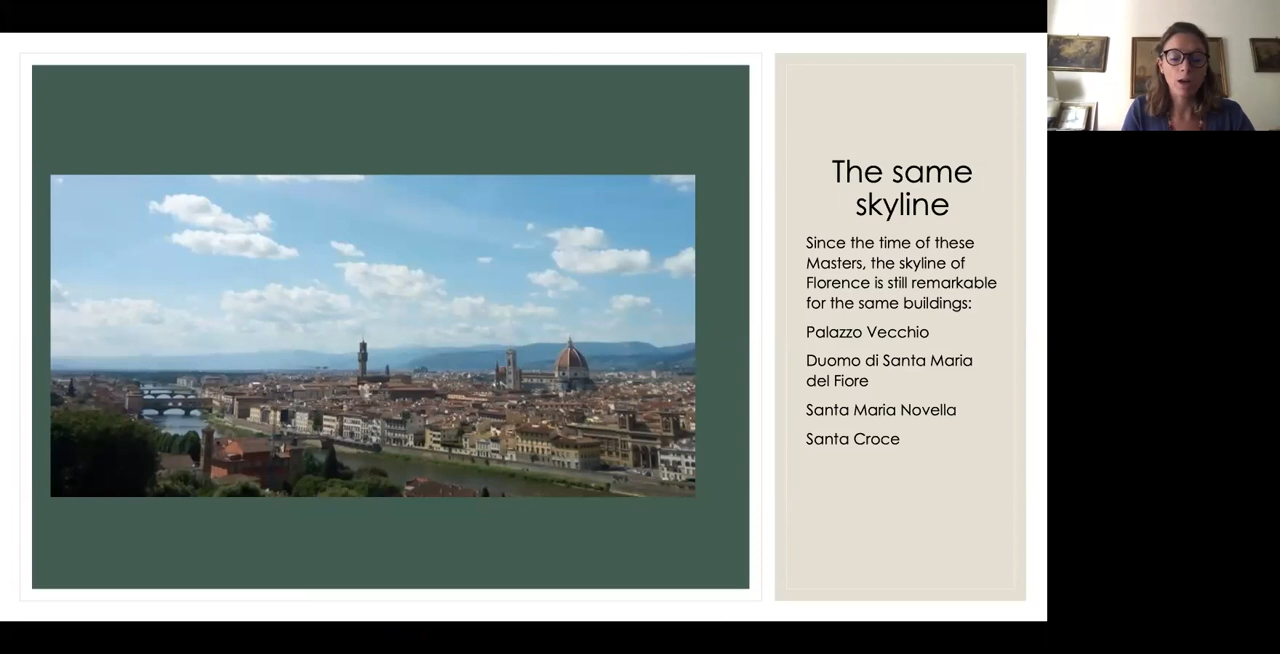 The same
skyline
Since the time of these
Masters, the skyline of
Florence is still remarkable
for the same buildings:
Palazzo Vecchio
Duomo di Santa Maria
del Fiore
Santa Maria Novella
Santa Croce